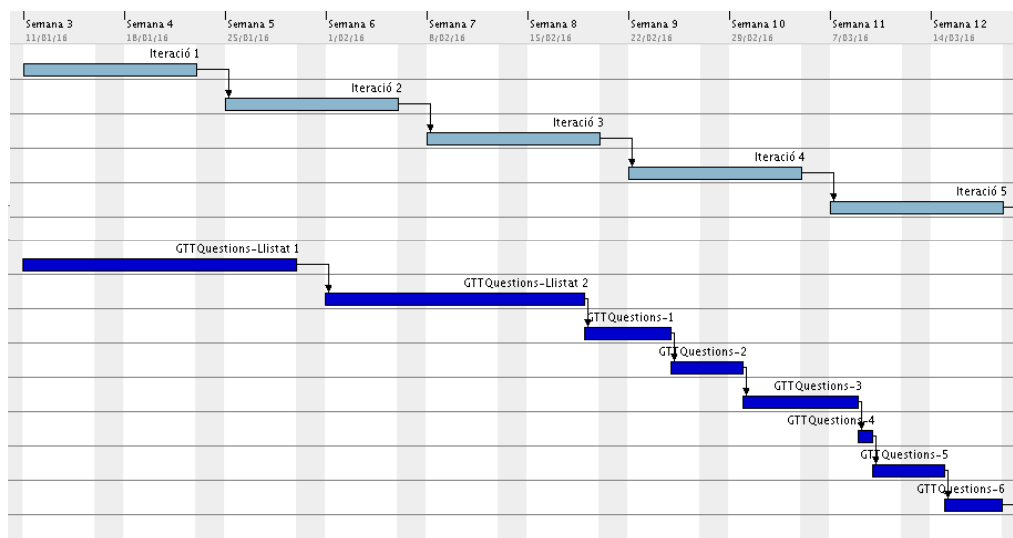 Semana 3 Semana 4 Semana 5 Semana 6 Semana 7 Semana 8 Semana 9 Semana 10 Semana 11 Semana 12
11/01/16 18/01/16 25/01/16 1/02/16 8/02/16 15/02/16 22/02/16 29/02/16 7/03/16 14/03/16
Iteració 1
Iteració 2
Iteració 3
Iteració 4
Iteració 5
GTTQuestions-Llistat 1
GTTQuestions-Llistat 2
GTTQuestions-1
GTTQuestions-2
GTTQuestions-3
GTTQuestions-4
GTTQuestions-5
GTTQuestions-6